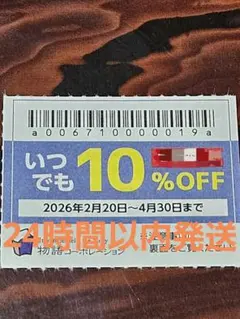 a006710000019a
いつでも10%OFF
2026年2月20日~4月30日まで
24時間以内発送
物語コーポレーション